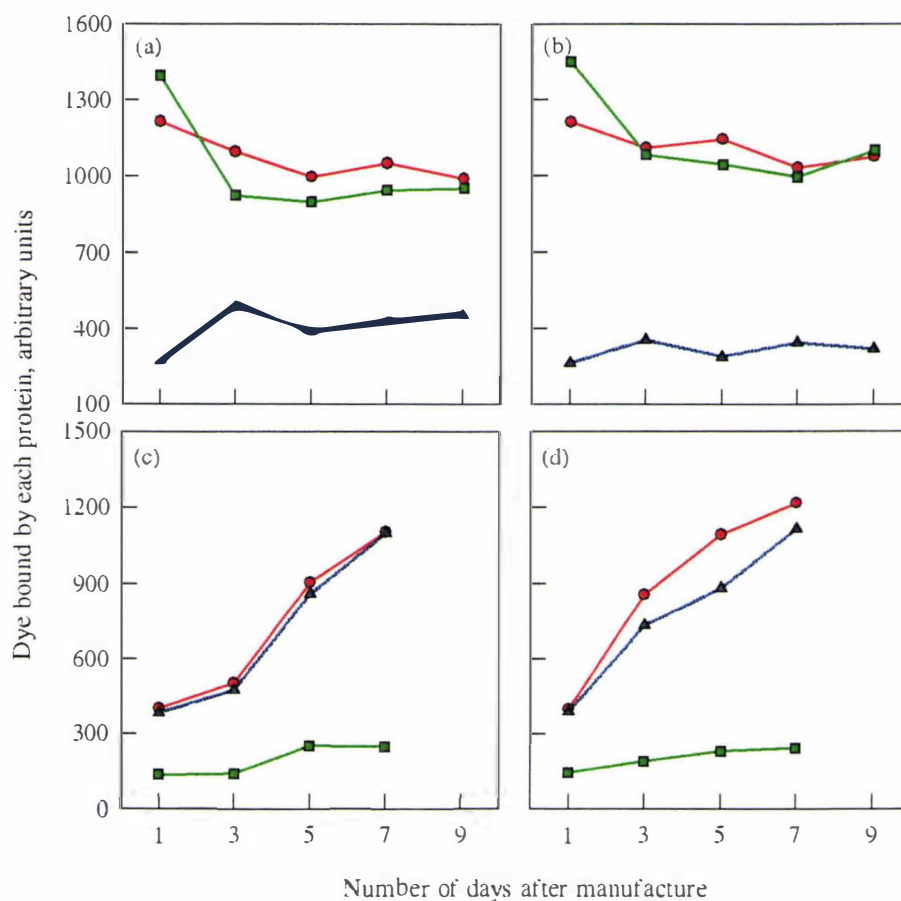 Dye bound by each protein, arbitrary units
(a)
(b)
1600
1300
1000
700
400
100
(c)
(d)
1500
1200
900
600
300
0
1 3 5 7 9 1 3 5 7 9
Number of days after manufacture